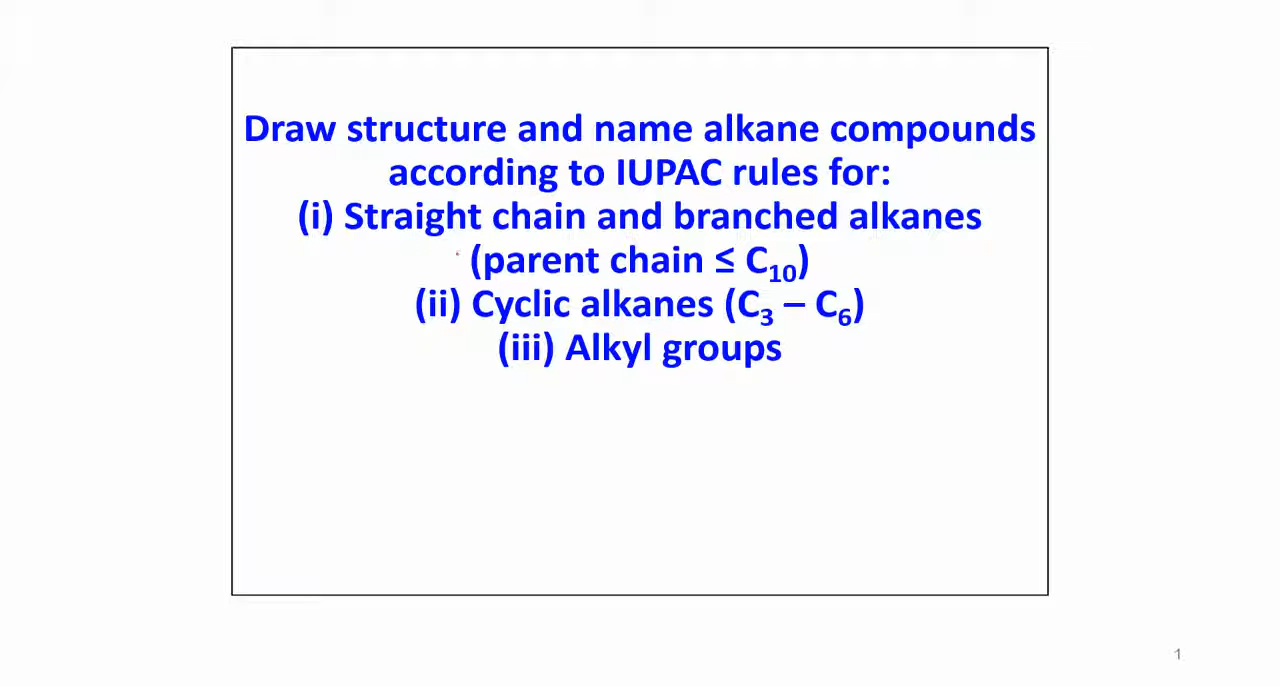 Draw structure and name alkane compounds
according to IUPAC rules for:
(i) Straight chain and branched alkanes
(parent chain ≤ C₁₀)
(ii) Cyclic alkanes (C₃ – C₆)
(iii) Alkyl groups
1